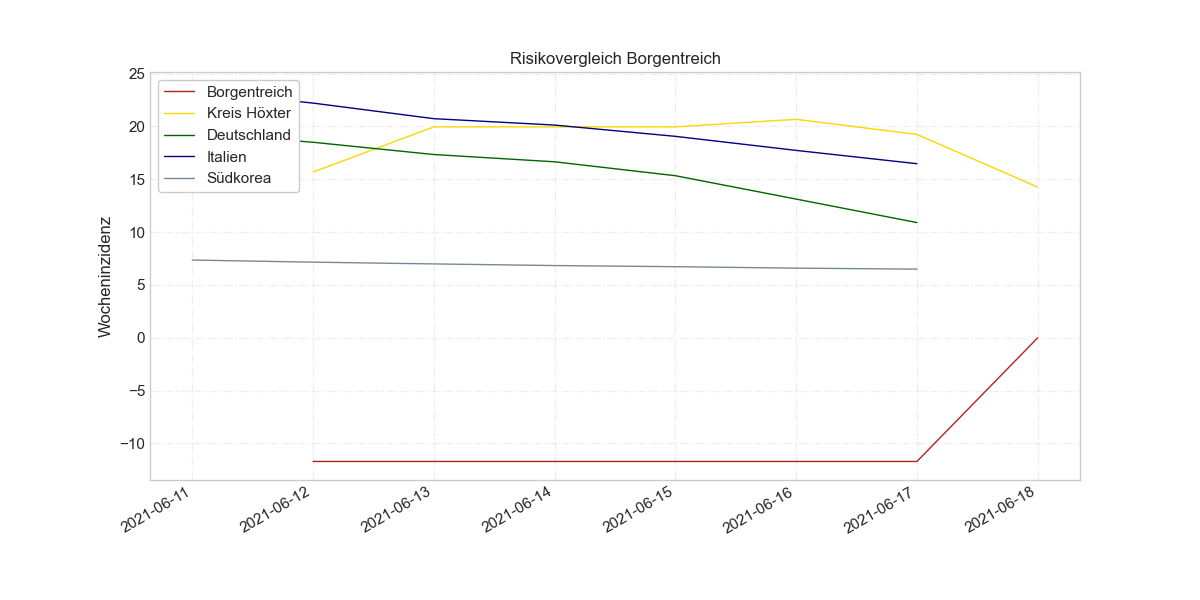 Risikovergleich Borgentreich
Wocheninzidenz
25
20
15
10
5
0
−5
−10
Borgentreich
Kreis Höxter
Deutschland
Italien
Südkorea
2021-06-11
2021-06-12
2021-06-13
2021-06-14
2021-06-15
2021-06-16
2021-06-17
2021-06-18